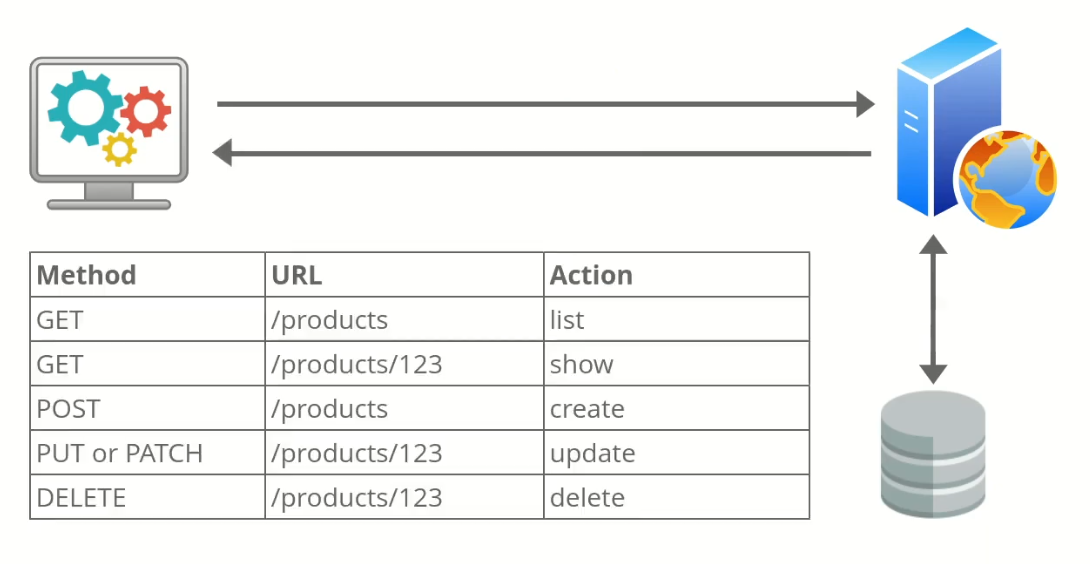 Method URL Action
GET /products list
GET /products/123 show
POST /products create
PUT or PATCH /products/123 update
DELETE /products/123 delete